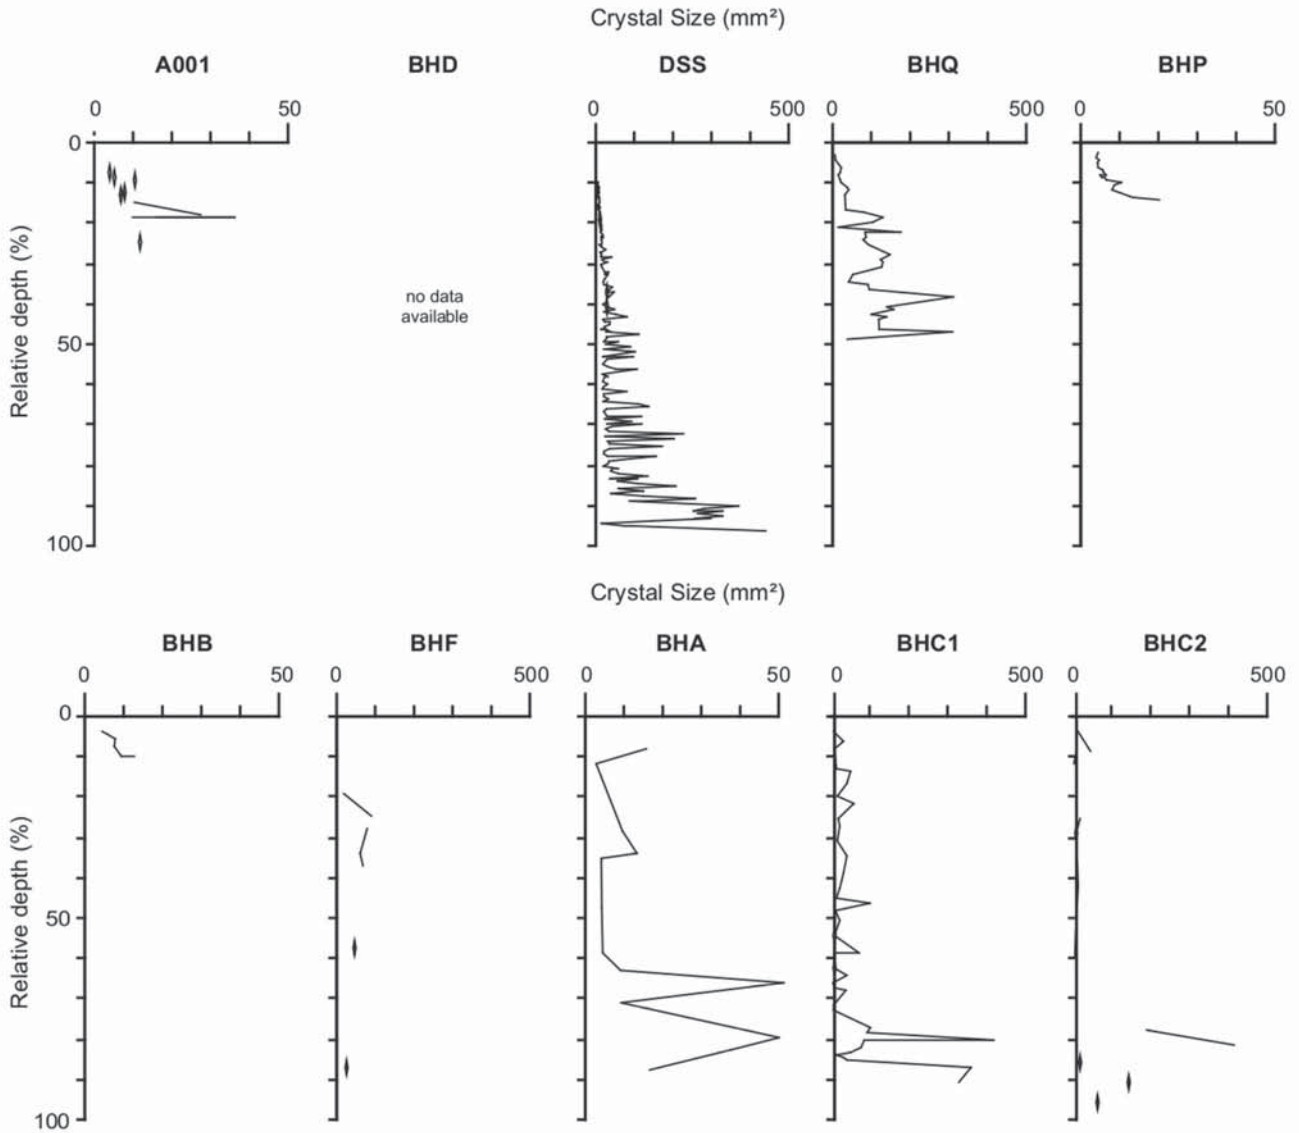 Crystal Size (mm²)
A001 BHD DSS BHQ BHP
0 50 0 500 0 500 0 50
0
Relative depth (%)
no data
available
50
100
Crystal Size (mm²)
BHB BHF BHA BHC1 BHC2
0 50 0 500 0 50 0 500 0 500
0
Relative depth (%)
50
100